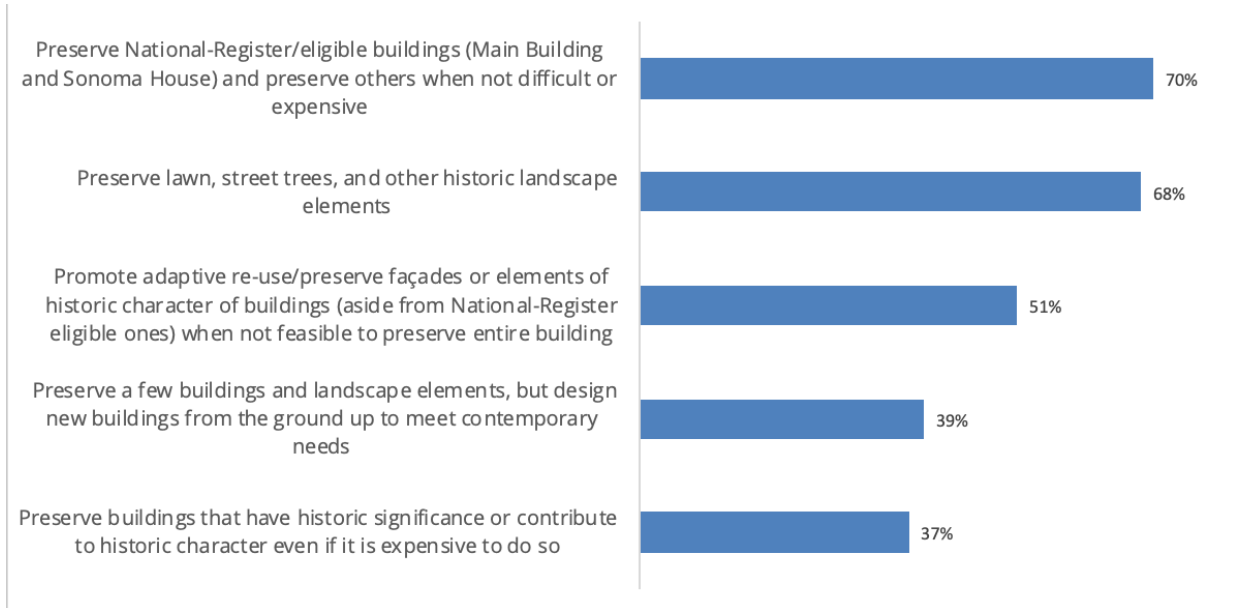 Preserve National-Register/eligible buildings (Main Building
and Sonoma House) and preserve others when not difficult or
expensive
70%
Preserve lawn, street trees, and other historic landscape
elements
68%
Promote adaptive re-use/preserve façades or elements of
historic character of buildings (aside from National-Register
eligible ones) when not feasible to preserve entire building
51%
Preserve a few buildings and landscape elements, but design
new buildings from the ground up to meet contemporary
needs
39%
Preserve buildings that have historic significance or contribute
to historic character even if it is expensive to do so
37%